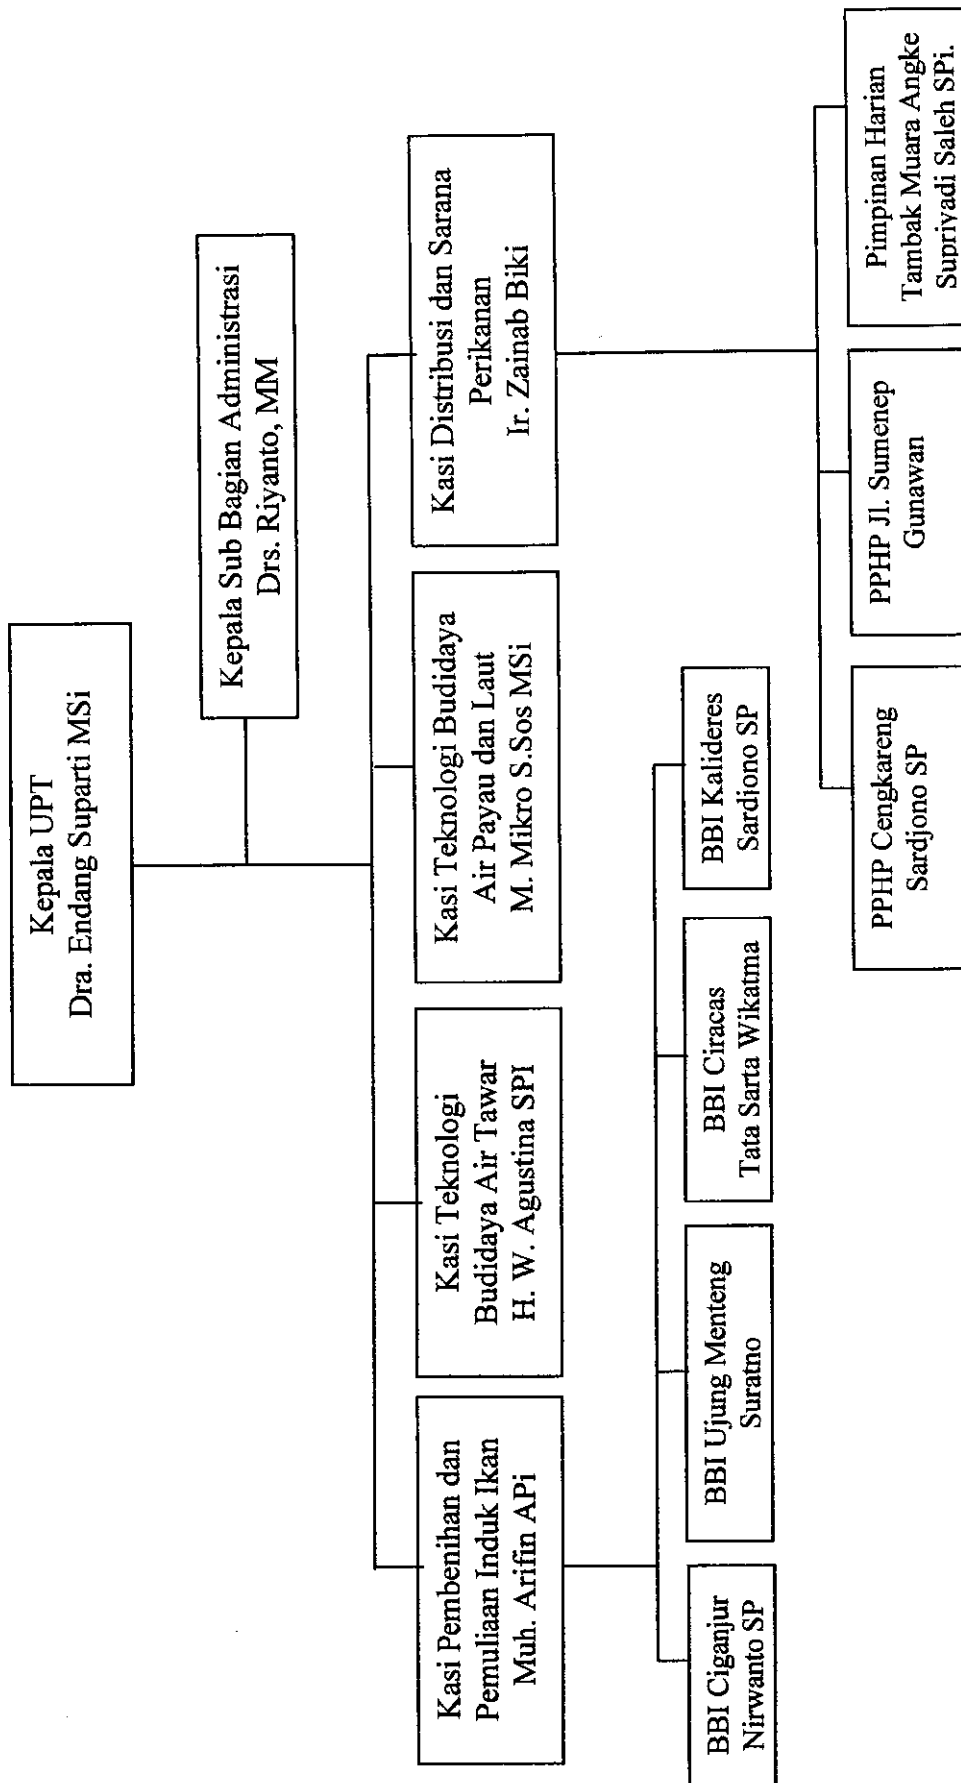 Kepala UPT
Dra. Endang Suparti MSi
Kepala Sub Bagian Administrasi
Drs. Riyanto, MM
Kasi Pembenihan dan
Pemuliaan Induk Ikan
Muh. Arifin APi
Kasi Teknologi
Budidaya Air Tawar
H. W. Agustina SPI
Kasi Teknologi Budidaya
Air Payau dan Laut
M. Mikro S.Sos MSi
Kasi Distribusi dan Sarana
Perikanan
Ir. Zainab Biki
BBI Ciganjur
Nirwanto SP
BBI Ujung Menteng
Suratno
BBI Ciracas
Tata Sarta Wikatma
BBI Kalideres
Sardjono SP
PPHP Cengkareng
Sardjono SP
PPHP Jl. Sumenep
Gunawan
Pimpinan Harian
Tambak Muara Angke
Supriyadi Saleh SPi.